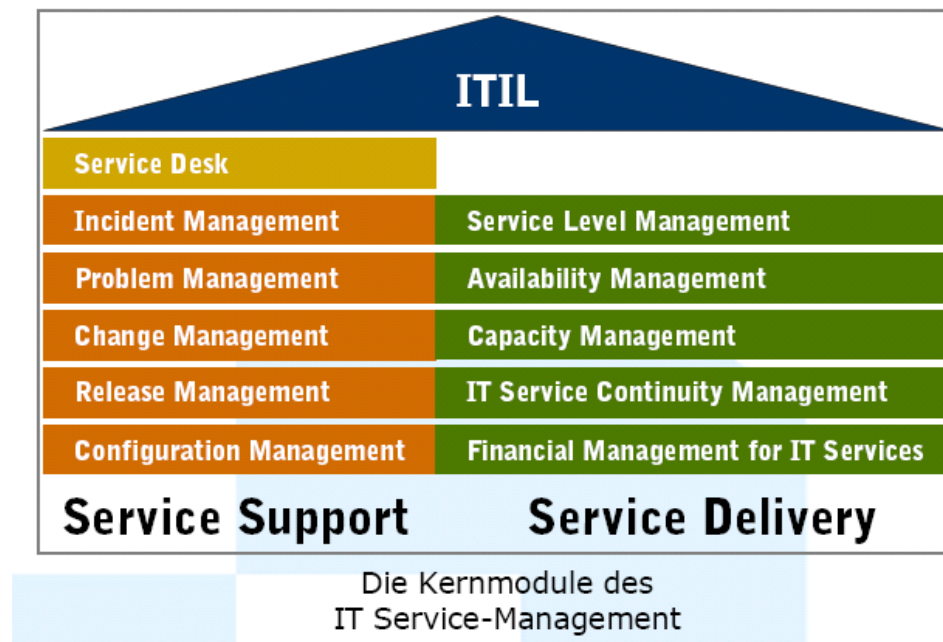 ITIL
Service Desk
Incident Management
Service Level Management
Problem Management
Availability Management
Change Management
Capacity Management
Release Management
IT Service Continuity Management
Configuration Management
Financial Management for IT Services
Service Support
Service Delivery
Die Kernmodule des
IT Service-Management